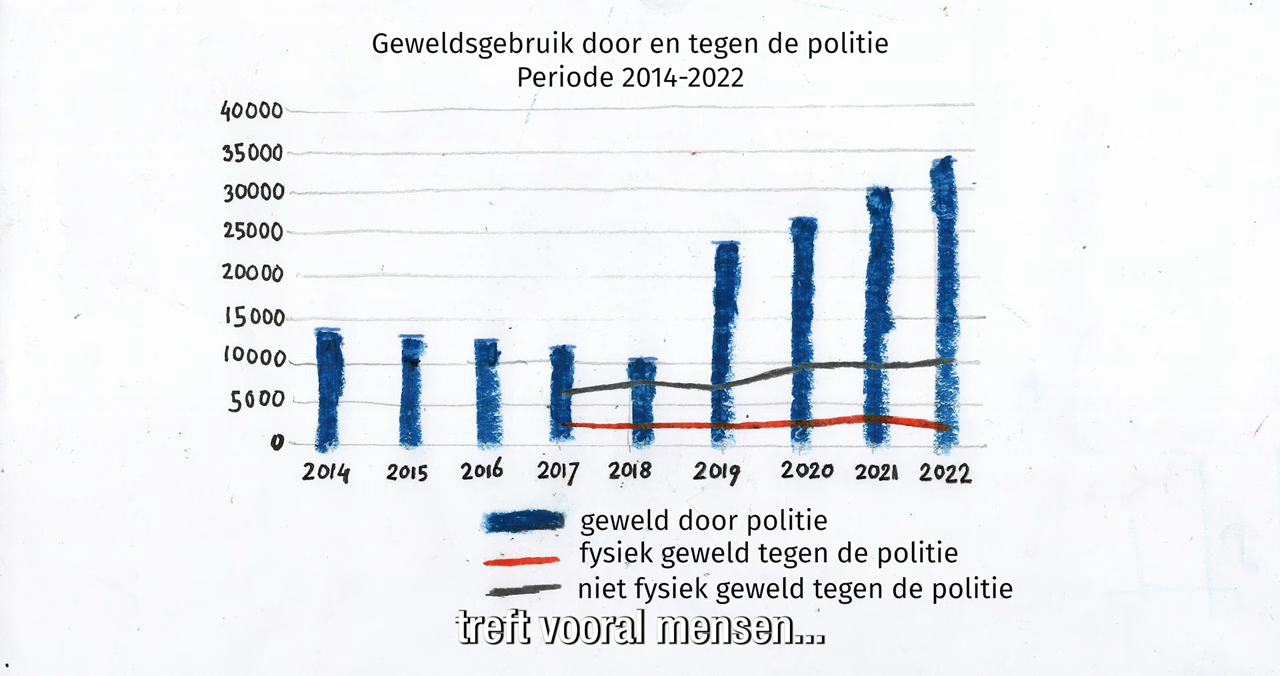 Geweldsgebruik door en tegen de politie
Periode 2014-2022
40000
35000
30000
25000
20000
15000
10000
5000
0
2014 2015 2016 2017 2018 2019 2020 2021 2022
geweld door politie
fysiek geweld tegen de politie
niet fysiek geweld tegen de politie
treft vooral mensen...